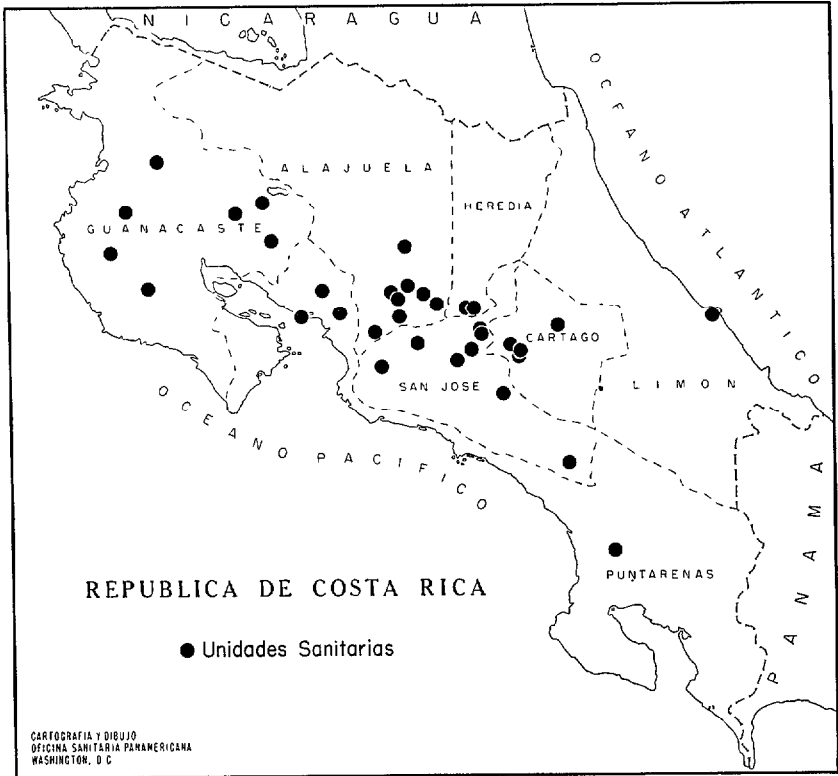 NICARAGUA
OCEANO ATLANTICO
ALAJUELA
HEREDIA
GUANACASTE
CARTAGO
SAN JOSE
LIMON
OCEANO PACIFICO
PANAMA
PUNTARENAS
REPUBLICA DE COSTA RICA
Unidades Sanitarias
CARTOGRAFIA Y DIBUJO
OFICINA SANITARIA PANAMERICANA
WASHINGTON, D C